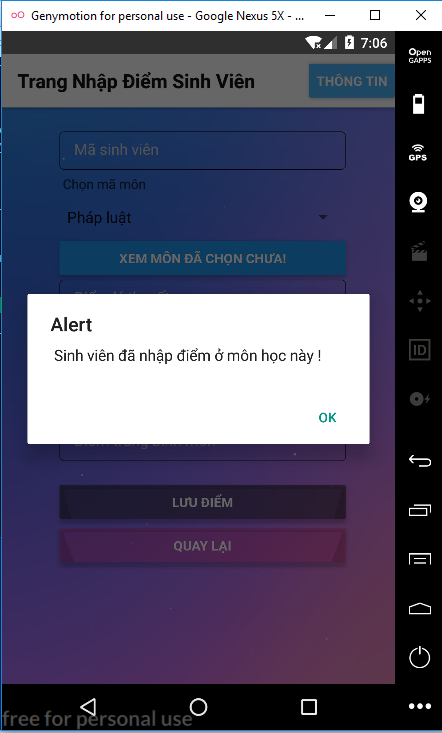 Genymotion for personal use - Google Nexus 5X - ...
7:06
Open
GAPPS
Trang Nhập Điểm Sinh Viên
THÔNG TIN
Mã sinh viên
GPS
Chọn mã môn
Pháp luật
XEM MÔN ĐÃ CHỌN CHƯA!
Alert
Sinh viên đã nhập điểm ở môn học này !
ID
OK
LƯU ĐIỂM
QUAY LẠI
free for personal use